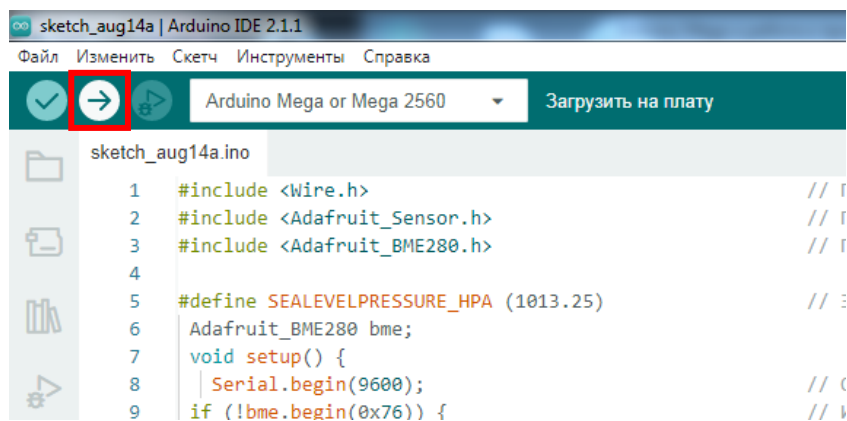 sketch_aug14a | Arduino IDE 2.1.1
Файл Изменить Скетч Инструменты Справка
Arduino Mega or Mega 2560 Загрузить на плату
sketch_aug14a.ino
1 #include <Wire.h> //
2 #include <Adafruit_Sensor.h> //
3 #include <Adafruit_BME280.h> //
4
5 #define SEALEVELPRESSURE_HPA (1013.25) //
6 Adafruit_BME280 bme;
7 void setup() {
8 Serial.begin(9600); //
9 if (!bme.begin(0x76)) { //